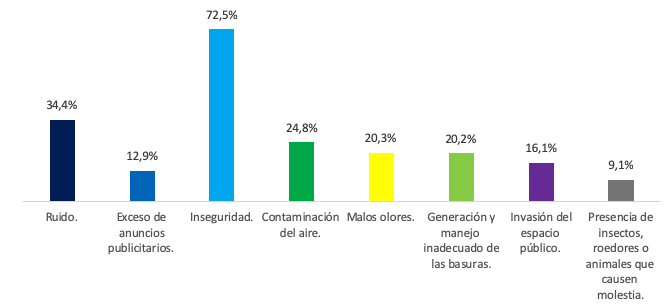 72,5%
34,4%
24,8%
20,3%
20,2%
16,1%
12,9%
9,1%
Ruido.
Exceso de
anuncios
publicitarios.
Inseguridad.
Contaminación
del aire.
Malos olores.
Generación y
manejo
inadecuado de
las basuras.
Invasión del
espacio
público.
Presencia de
insectos,
roedores o
animales que
causen
molestia.